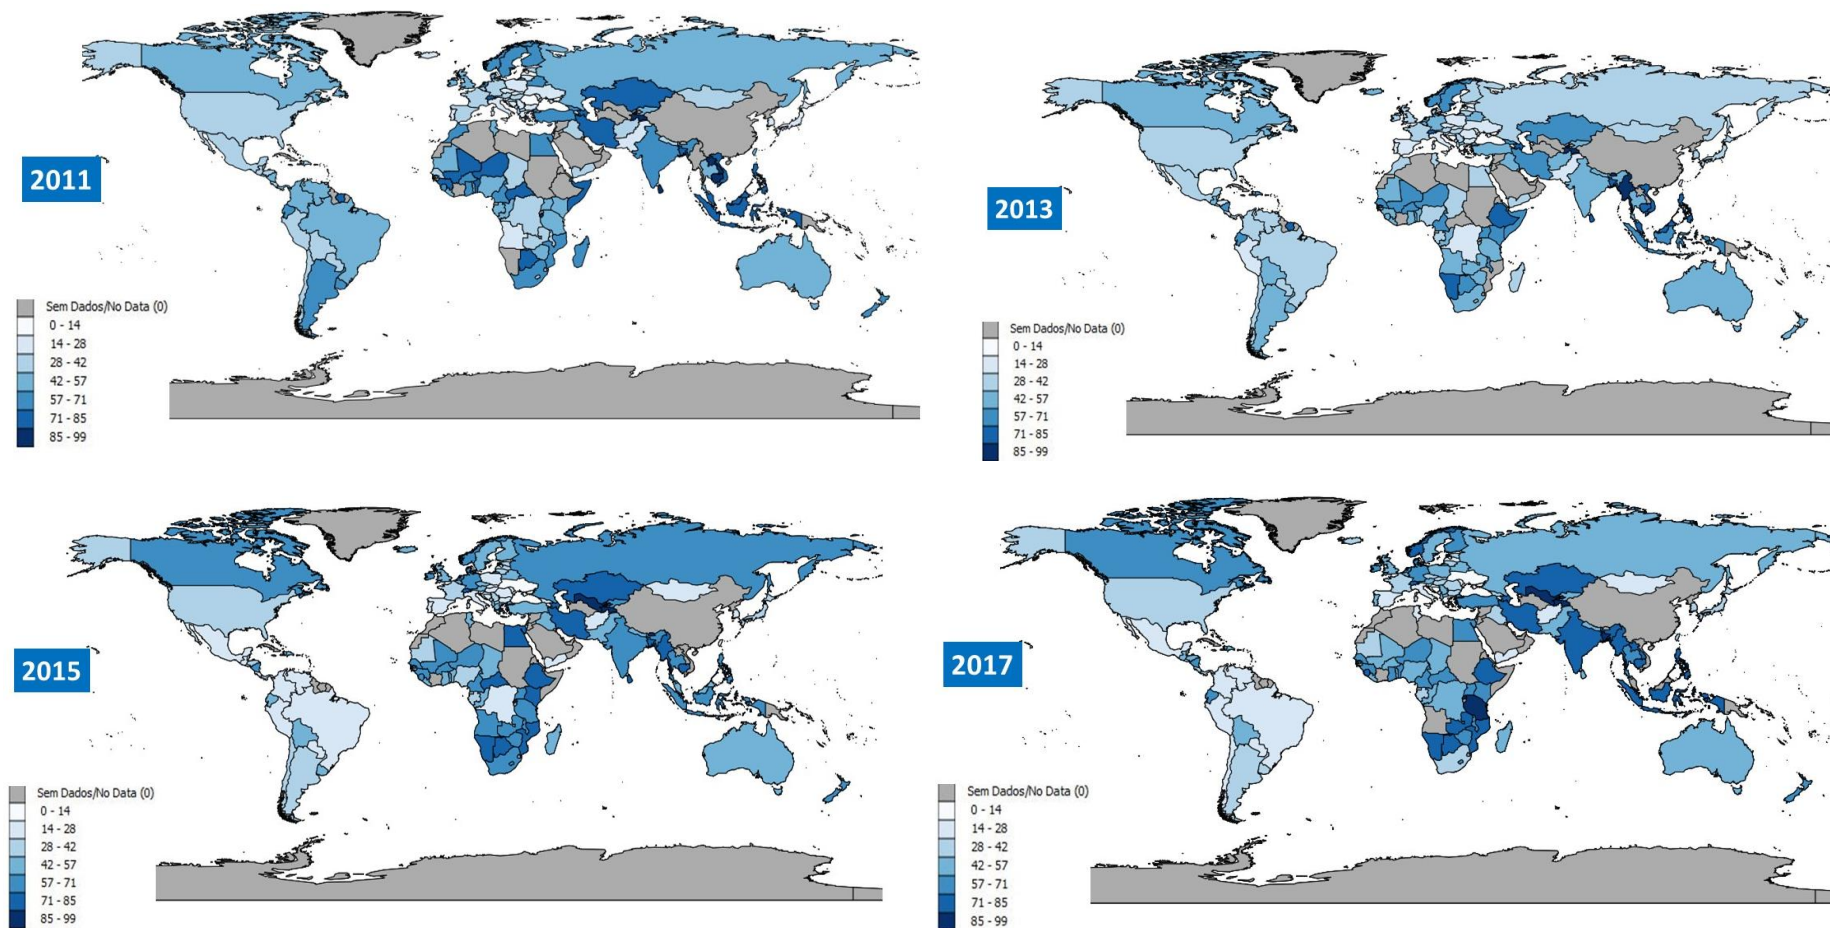 2011
Sem Dados/No Data (0)
0 - 14
14 - 28
28 - 42
42 - 57
57 - 71
71 - 85
85 - 99
2013
Sem Dados/No Data (0)
0 - 14
14 - 28
28 - 42
42 - 57
57 - 71
71 - 85
85 - 99
2015
Sem Dados/No Data (0)
0 - 14
14 - 28
28 - 42
42 - 57
57 - 71
71 - 85
85 - 99
2017
Sem Dados/No Data (0)
0 - 14
14 - 28
28 - 42
42 - 57
57 - 71
71 - 85
85 - 99